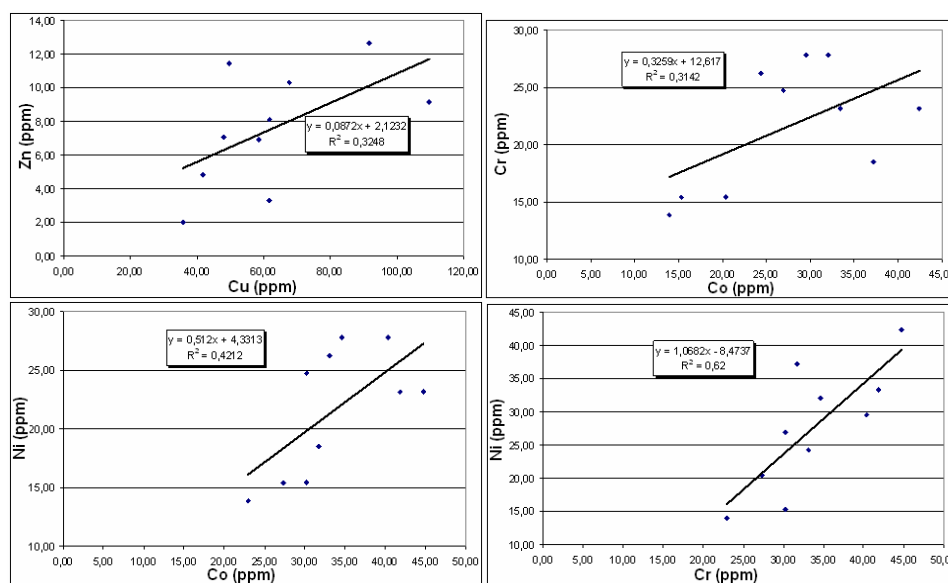 14,00
12,00
10,00
8,00
6,00
4,00
2,00
0,00
Zn (ppm)
y = 0,0872x + 2,1232
R² = 0,3248
0,00 20,00 40,00 60,00 80,00 100,00 120,00
Cu (ppm)
30,00
25,00
20,00
15,00
10,00
Cr (ppm)
y = 0,3259x + 12,617
R² = 0,3142
0,00 5,00 10,00 15,00 20,00 25,00 30,00 35,00 40,00 45,0
Co (ppm)
30,00
25,00
20,00
15,00
10,00
Ni (ppm)
y = 0,512x + 4,3313
R² = 0,4212
0,00 5,00 10,00 15,00 20,00 25,00 30,00 35,00 40,00 45,00 50,0
Co (ppm)
45,00
40,00
35,00
30,00
25,00
20,00
15,00
10,00
Ni (ppm)
y = 1,0682x - 8,4737
R² = 0,62
0,00 5,00 10,00 15,00 20,00 25,00 30,00 35,00 40,00 45,00 50,00
Cr (ppm)